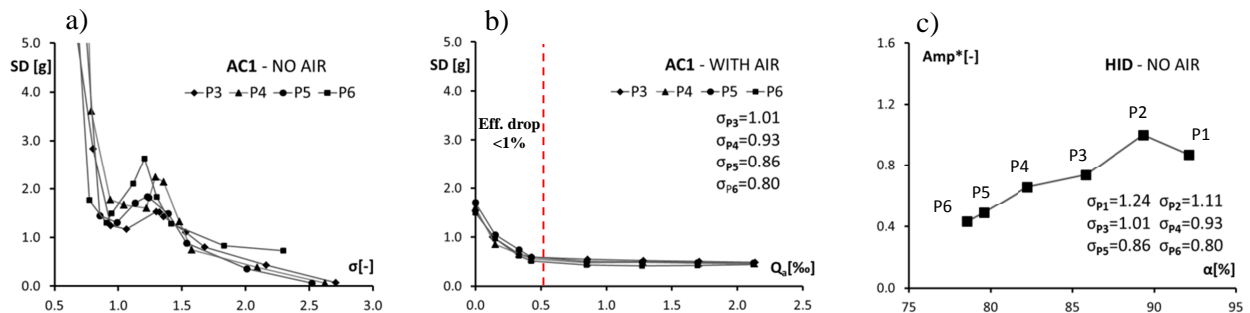 a)
SD [g]
5.0
4.0
3.0
2.0
1.0
0.0
AC1 - NO AIR
P3 P4 P5 P6
σ[-]
0.5 1.0 1.5 2.0 2.5 3.0
b)
SD [g]
5.0
4.0
3.0
2.0
1.0
0.0
AC1 - WITH AIR
P3 P4 P5 P6
Eff. drop
<1%
σP3=1.01
σP4=0.93
σP5=0.86
σP6=0.80
Qa[‰]
0.0 0.5 1.0 1.5 2.0 2.5
c)
Amp*[-]
1.6
1.2
0.8
0.4
0.0
HID - NO AIR
P6 P5 P4 P3 P2 P1
σP1=1.24 σP2=1.11
σP3=1.01 σP4=0.93
σP5=0.86 σP6=0.80
α[%]
75 80 85 90 95